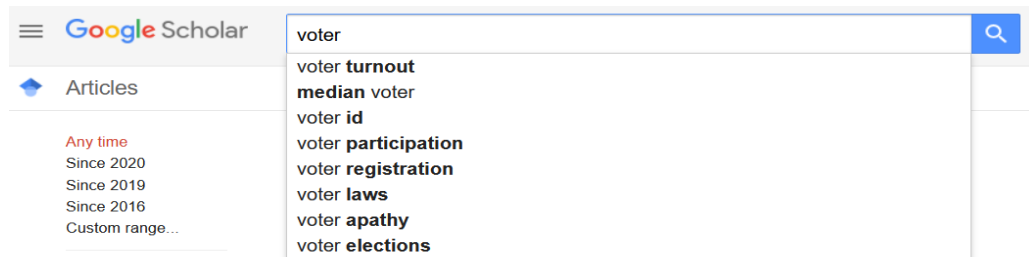 Google Scholar
voter
voter turnout
median voter
voter id
voter participation
voter registration
voter laws
voter apathy
voter elections
Articles
Any time
Since 2020
Since 2019
Since 2016
Custom range...